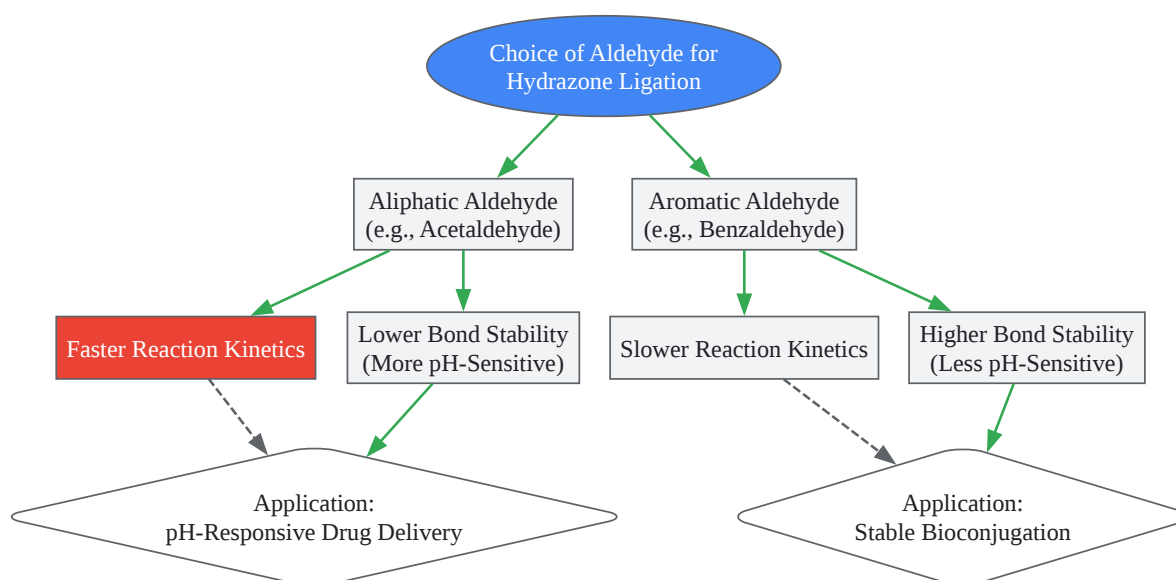 Choice of Aldehyde for
Hydrazone Ligation
Aliphatic Aldehyde
(e.g., Acetaldehyde)
Aromatic Aldehyde
(e.g., Benzaldehyde)
Faster Reaction Kinetics
Lower Bond Stability
(More pH-Sensitive)
Slower Reaction Kinetics
Higher Bond Stability
(Less pH-Sensitive)
Application:
pH-Responsive Drug Delivery
Application:
Stable Bioconjugation